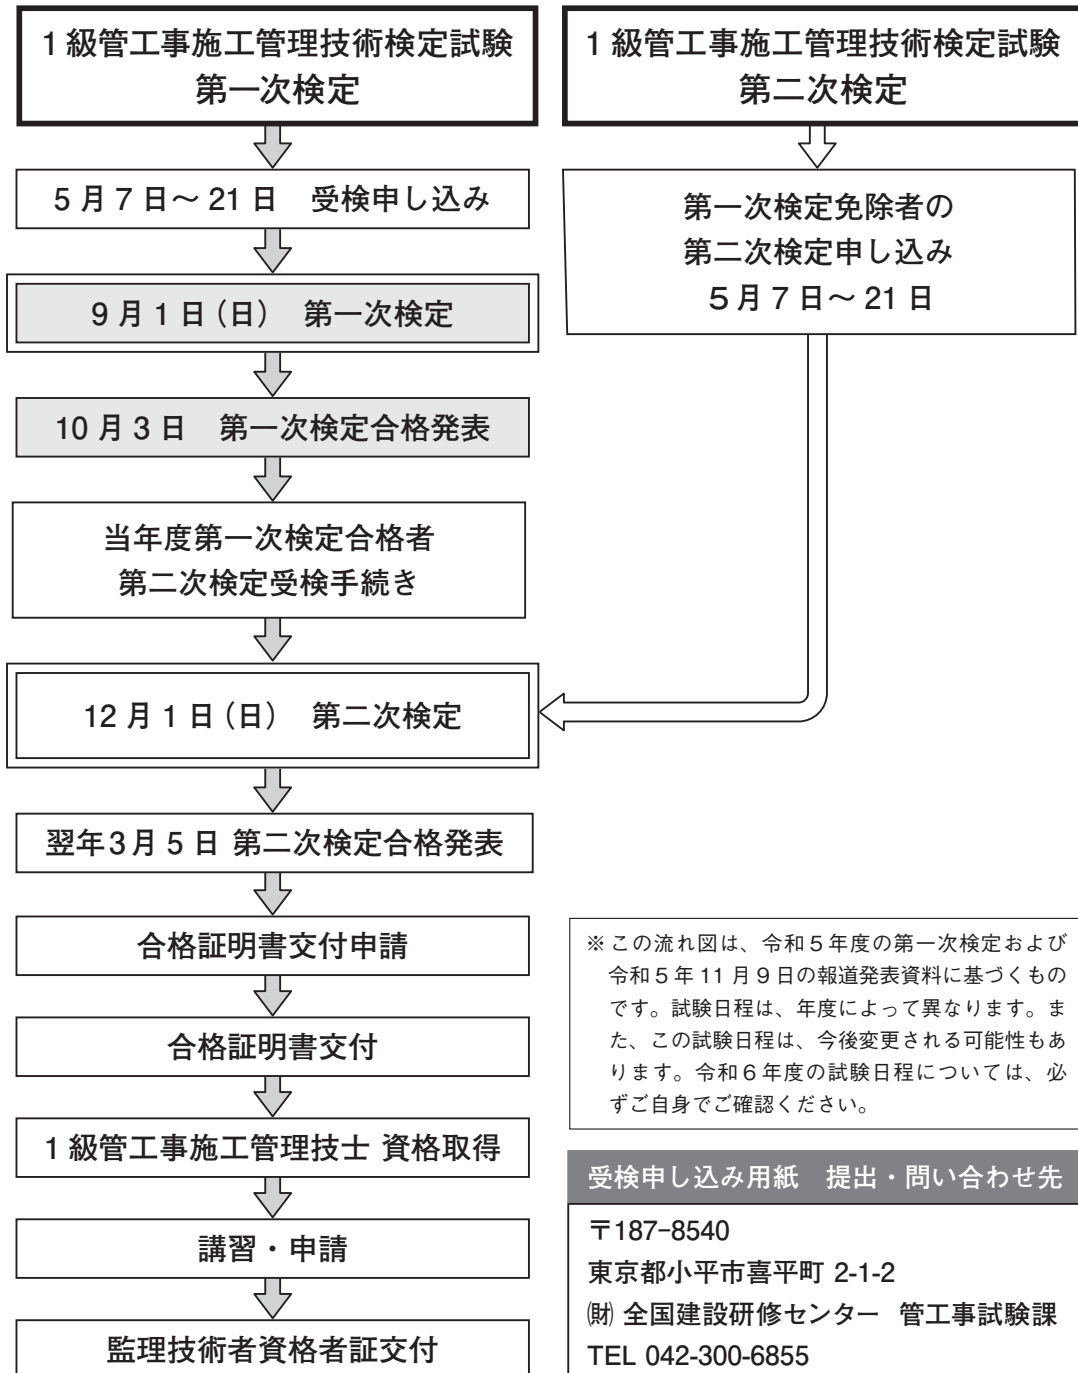 1級管工事施工管理技術検定試験
第一次検定
5月7日~21日 受検申し込み
9月1日(日) 第一次検定
10月3日 第一次検定合格発表
当年度第一次検定合格者
第二次検定受検手続き
12月1日(日) 第二次検定
翌年3月5日 第二次検定合格発表
合格証明書交付申請
合格証明書交付
1級管工事施工管理技士 資格取得
講習・申請
監理技術者資格者証交付
1級管工事施工管理技術検定試験
第二次検定
第一次検定免除者の
第二次検定申し込み
5月7日~21日
※この流れ図は、令和5年度の第一次検定および
令和5年11月9日の報道発表資料に基づくもの
です。試験日程は、年度によって異なります。ま
た、この試験日程は、今後変更される可能性もあ
ります。令和6年度の試験日程については、必
ずご自身でご確認ください。
受検申し込み用紙 提出・問い合わせ先
〒187-8540
東京都小平市喜平町 2-1-2
㈶ 全国建設研修センター 管工事試験課
TEL 042-300-6855